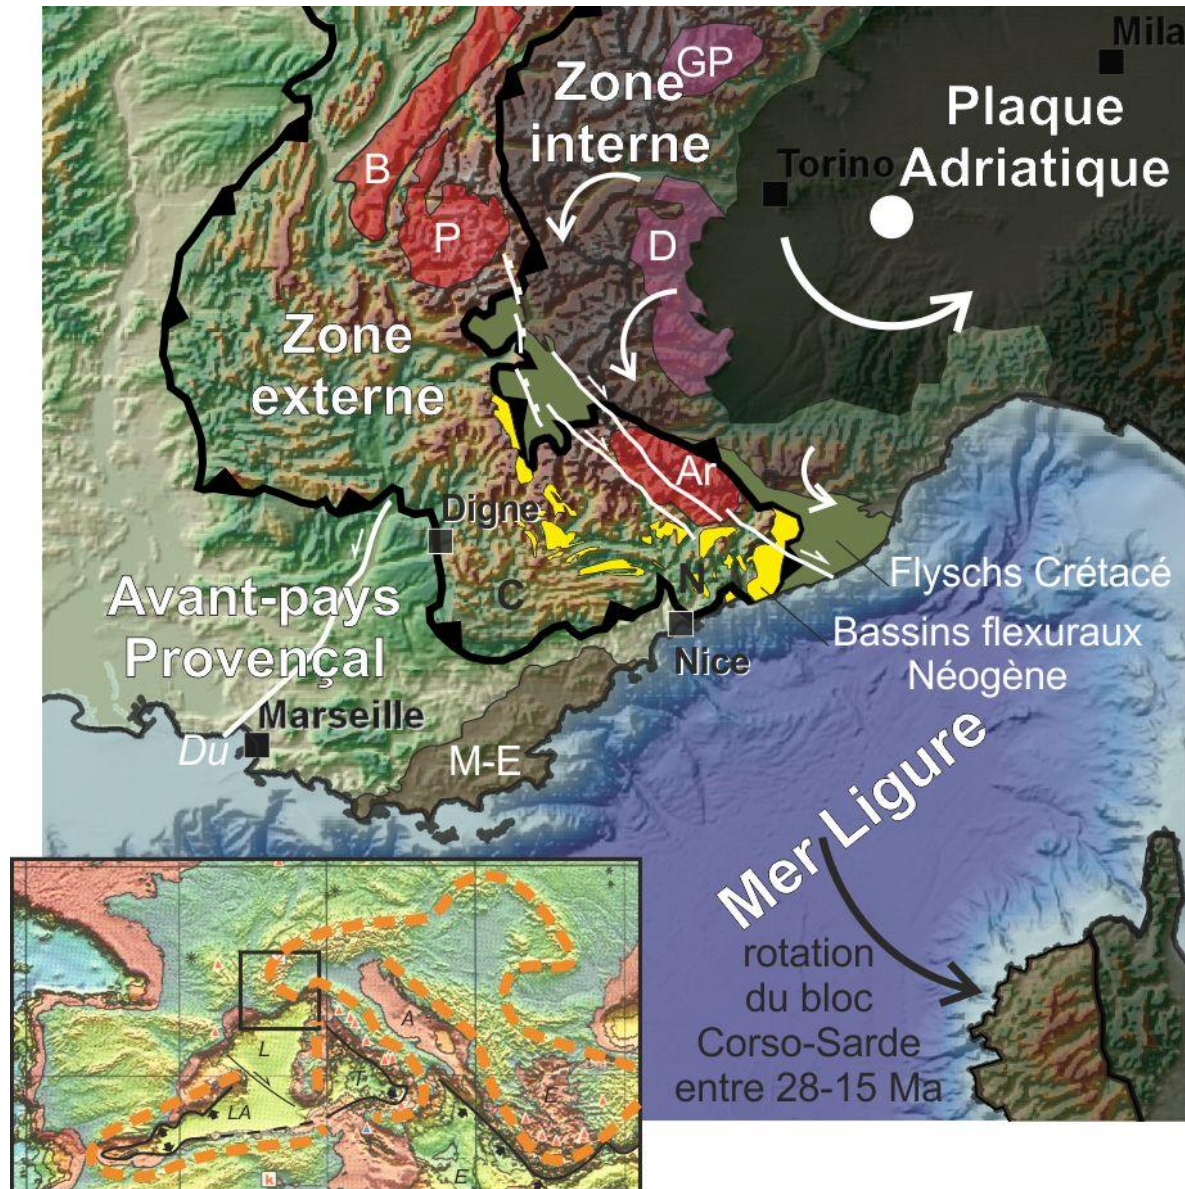 Mila
GP
Zone
interne
Plaque
Adriatique
Torino
B
P
D
Zone
externe
Ar
Digne
Avant-pays
Provençal
C
N
Flyschs Crétacé
Bassins flexuraux
Néogène
Nice
Marseille
Du
M-E
Mer Ligure
rotation
du bloc
Corso-Sarde
entre 28-15 Ma
A
L
T
LA
E
E
k